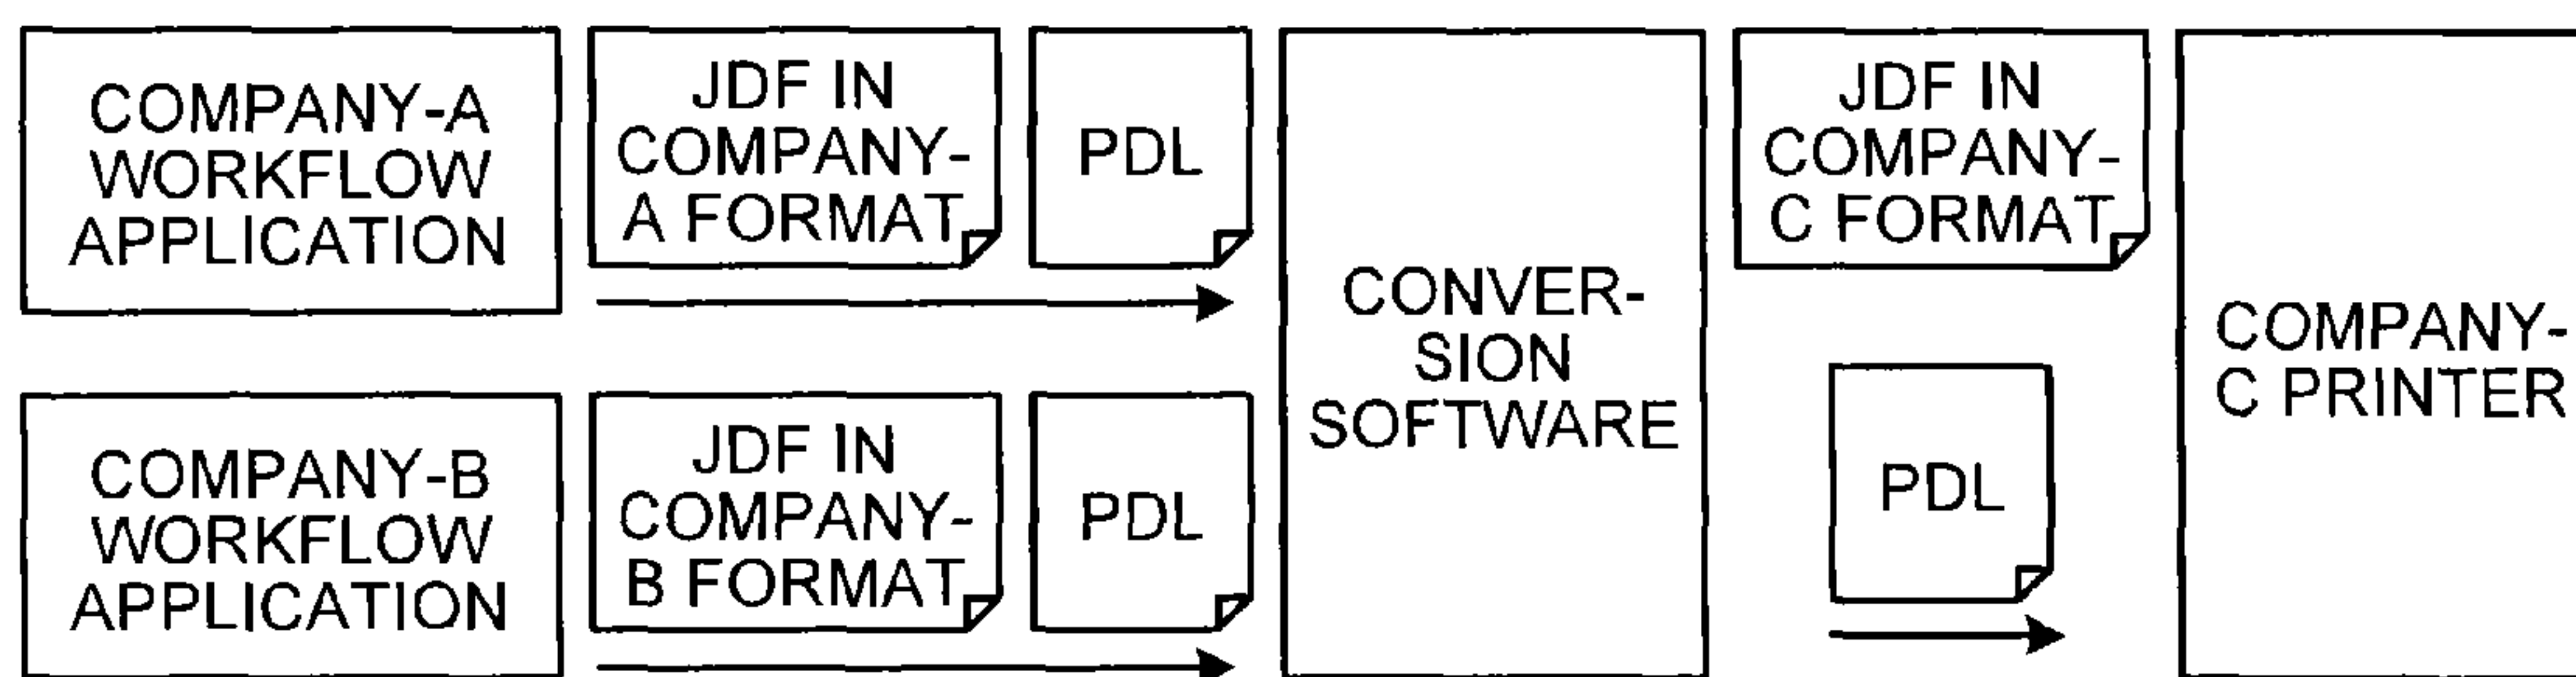 COMPANY-A
WORKFLOW
APPLICATION
JDF IN
COMPANY-
A FORMAT
PDL
COMPANY-B
WORKFLOW
APPLICATION
JDF IN
COMPANY-
B FORMAT
PDL
CONVER-
SION
SOFTWARE
JDF IN
COMPANY-
C FORMAT
PDL
COMPANY-
C PRINTER